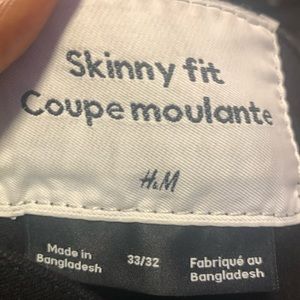 Skinny fit
Coupe moulante
H&M
Made in Bangladesh
33/32
Fabriqué au Bangladesh